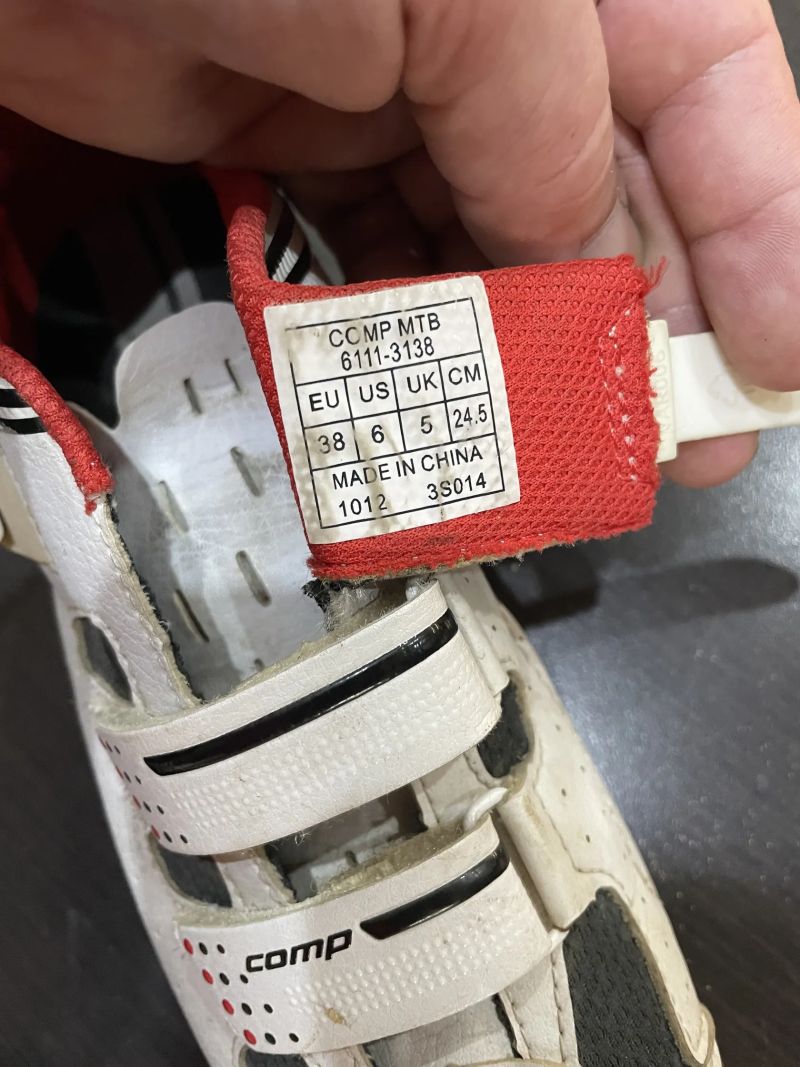 COMP MTB
6111-3138
EU US UK CM
38 6 5 24.5
MADE IN CHINA
1012 3S014
comp